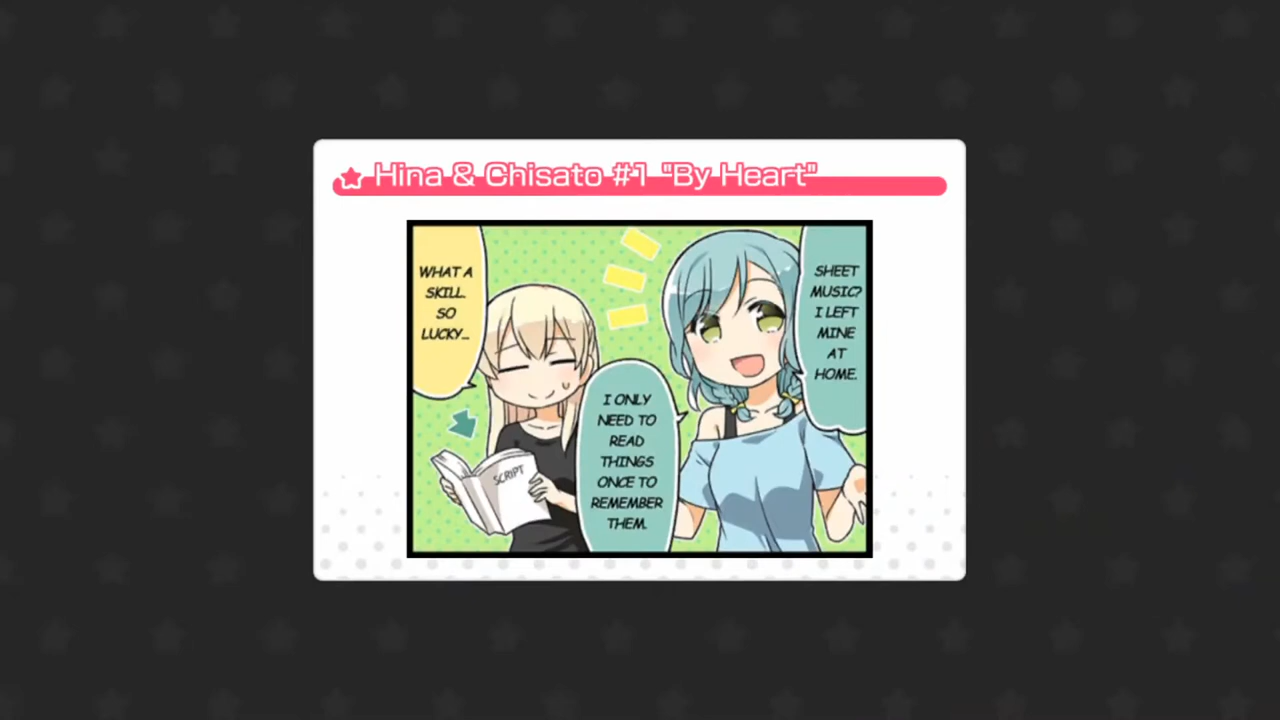 Hina & Chisato #1 "By Heart"
SHEET
MUSIC?
I LEFT
MINE
AT
HOME.
I ONLY
NEED TO
READ
THINGS
ONCE TO
REMEMBER
THEM.
WHAT A
SKILL.
SO
LUCKY...
SCRIPT